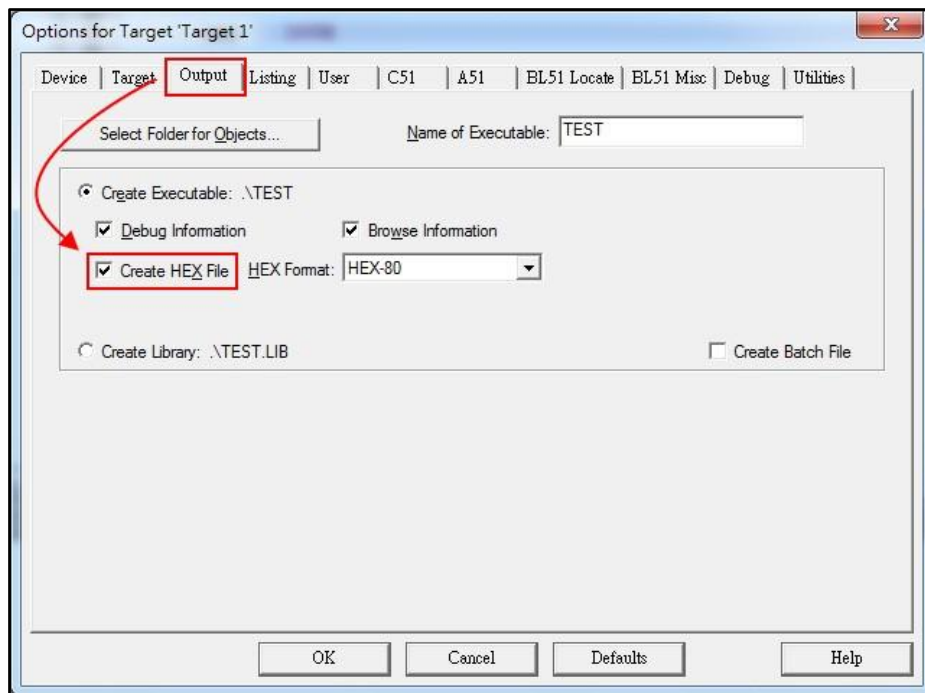 Options for Target 'Target 1'
Device Target Output Listing User C51 A51 BL51 Locate BL51 Misc Debug Utilities
Select Folder for Objects... Name of Executable: TEST
Create Executable: .\TEST
Debug Information Browse Information
Create HEX File HEX Format: HEX-80
Create Library: .\TEST.LIB Create Batch File
OK Cancel Defaults Help